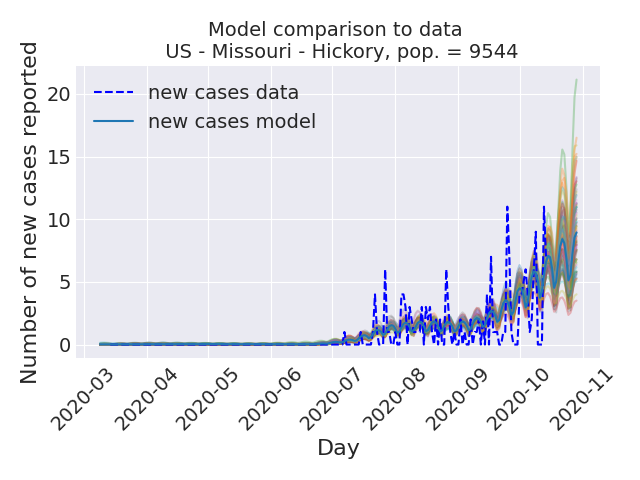 Model comparison to data
US - Missouri - Hickory, pop. = 9544
Number of new cases reported
20
15
10
5
0
new cases data
new cases model
2020-03
2020-04
2020-05
2020-06
2020-07
2020-08
2020-09
2020-10
2020-11
Day